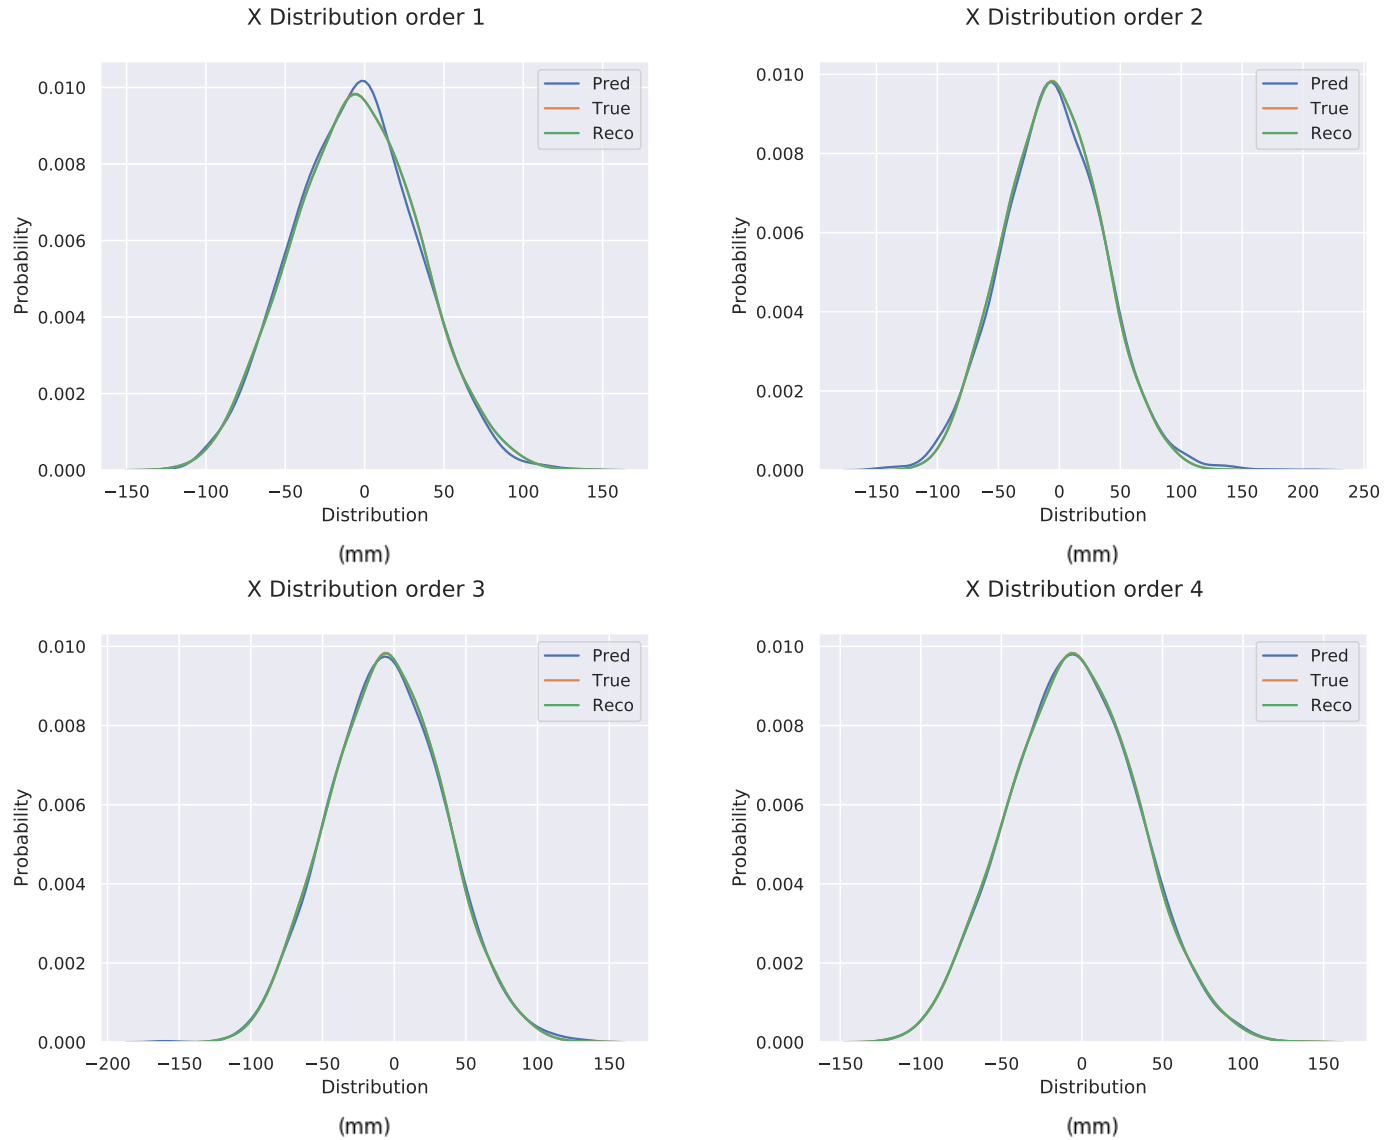 X Distribution order 1
0.010
0.008
0.006
0.004
0.002
0.000
Probability
Pred
True
Reco
−150 −100 −50 0 50 100 150
Distribution
(mm)
X Distribution order 2
0.010
0.008
0.006
0.004
0.002
0.000
Probability
Pred
True
Reco
−150 −100 −50 0 50 100 150 200 250
Distribution
(mm)
X Distribution order 3
0.010
0.008
0.006
0.004
0.002
0.000
Probability
Pred
True
Reco
−200 −150 −100 −50 0 50 100 150
Distribution
(mm)
X Distribution order 4
0.010
0.008
0.006
0.004
0.002
0.000
Probability
Pred
True
Reco
−150 −100 −50 0 50 100 150
Distribution
(mm)